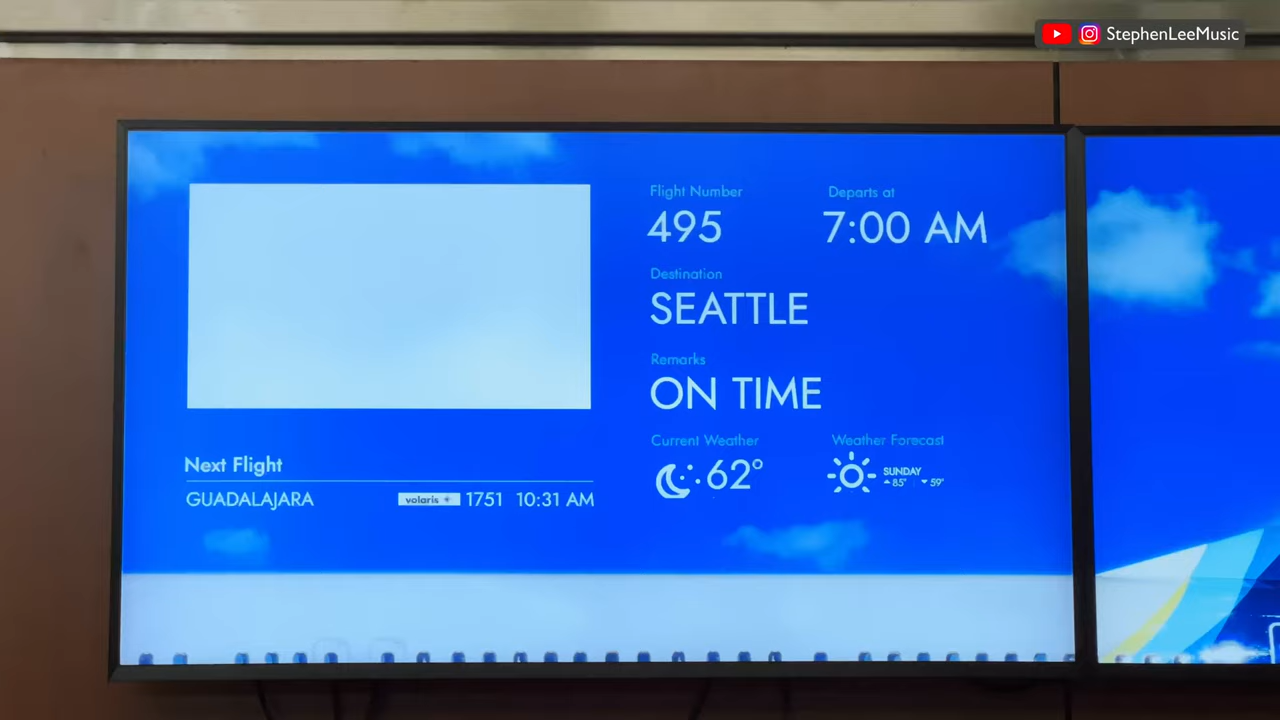 StephenLeeMusic
Flight Number
Departs at
495
7:00 AM
Destination
SEATTLE
Remarks
ON TIME
Current Weather
Weather Forecast
62°
SUNDAY
85° 59°
Next Flight
GUADALAJARA volaris 1751 10:31 AM